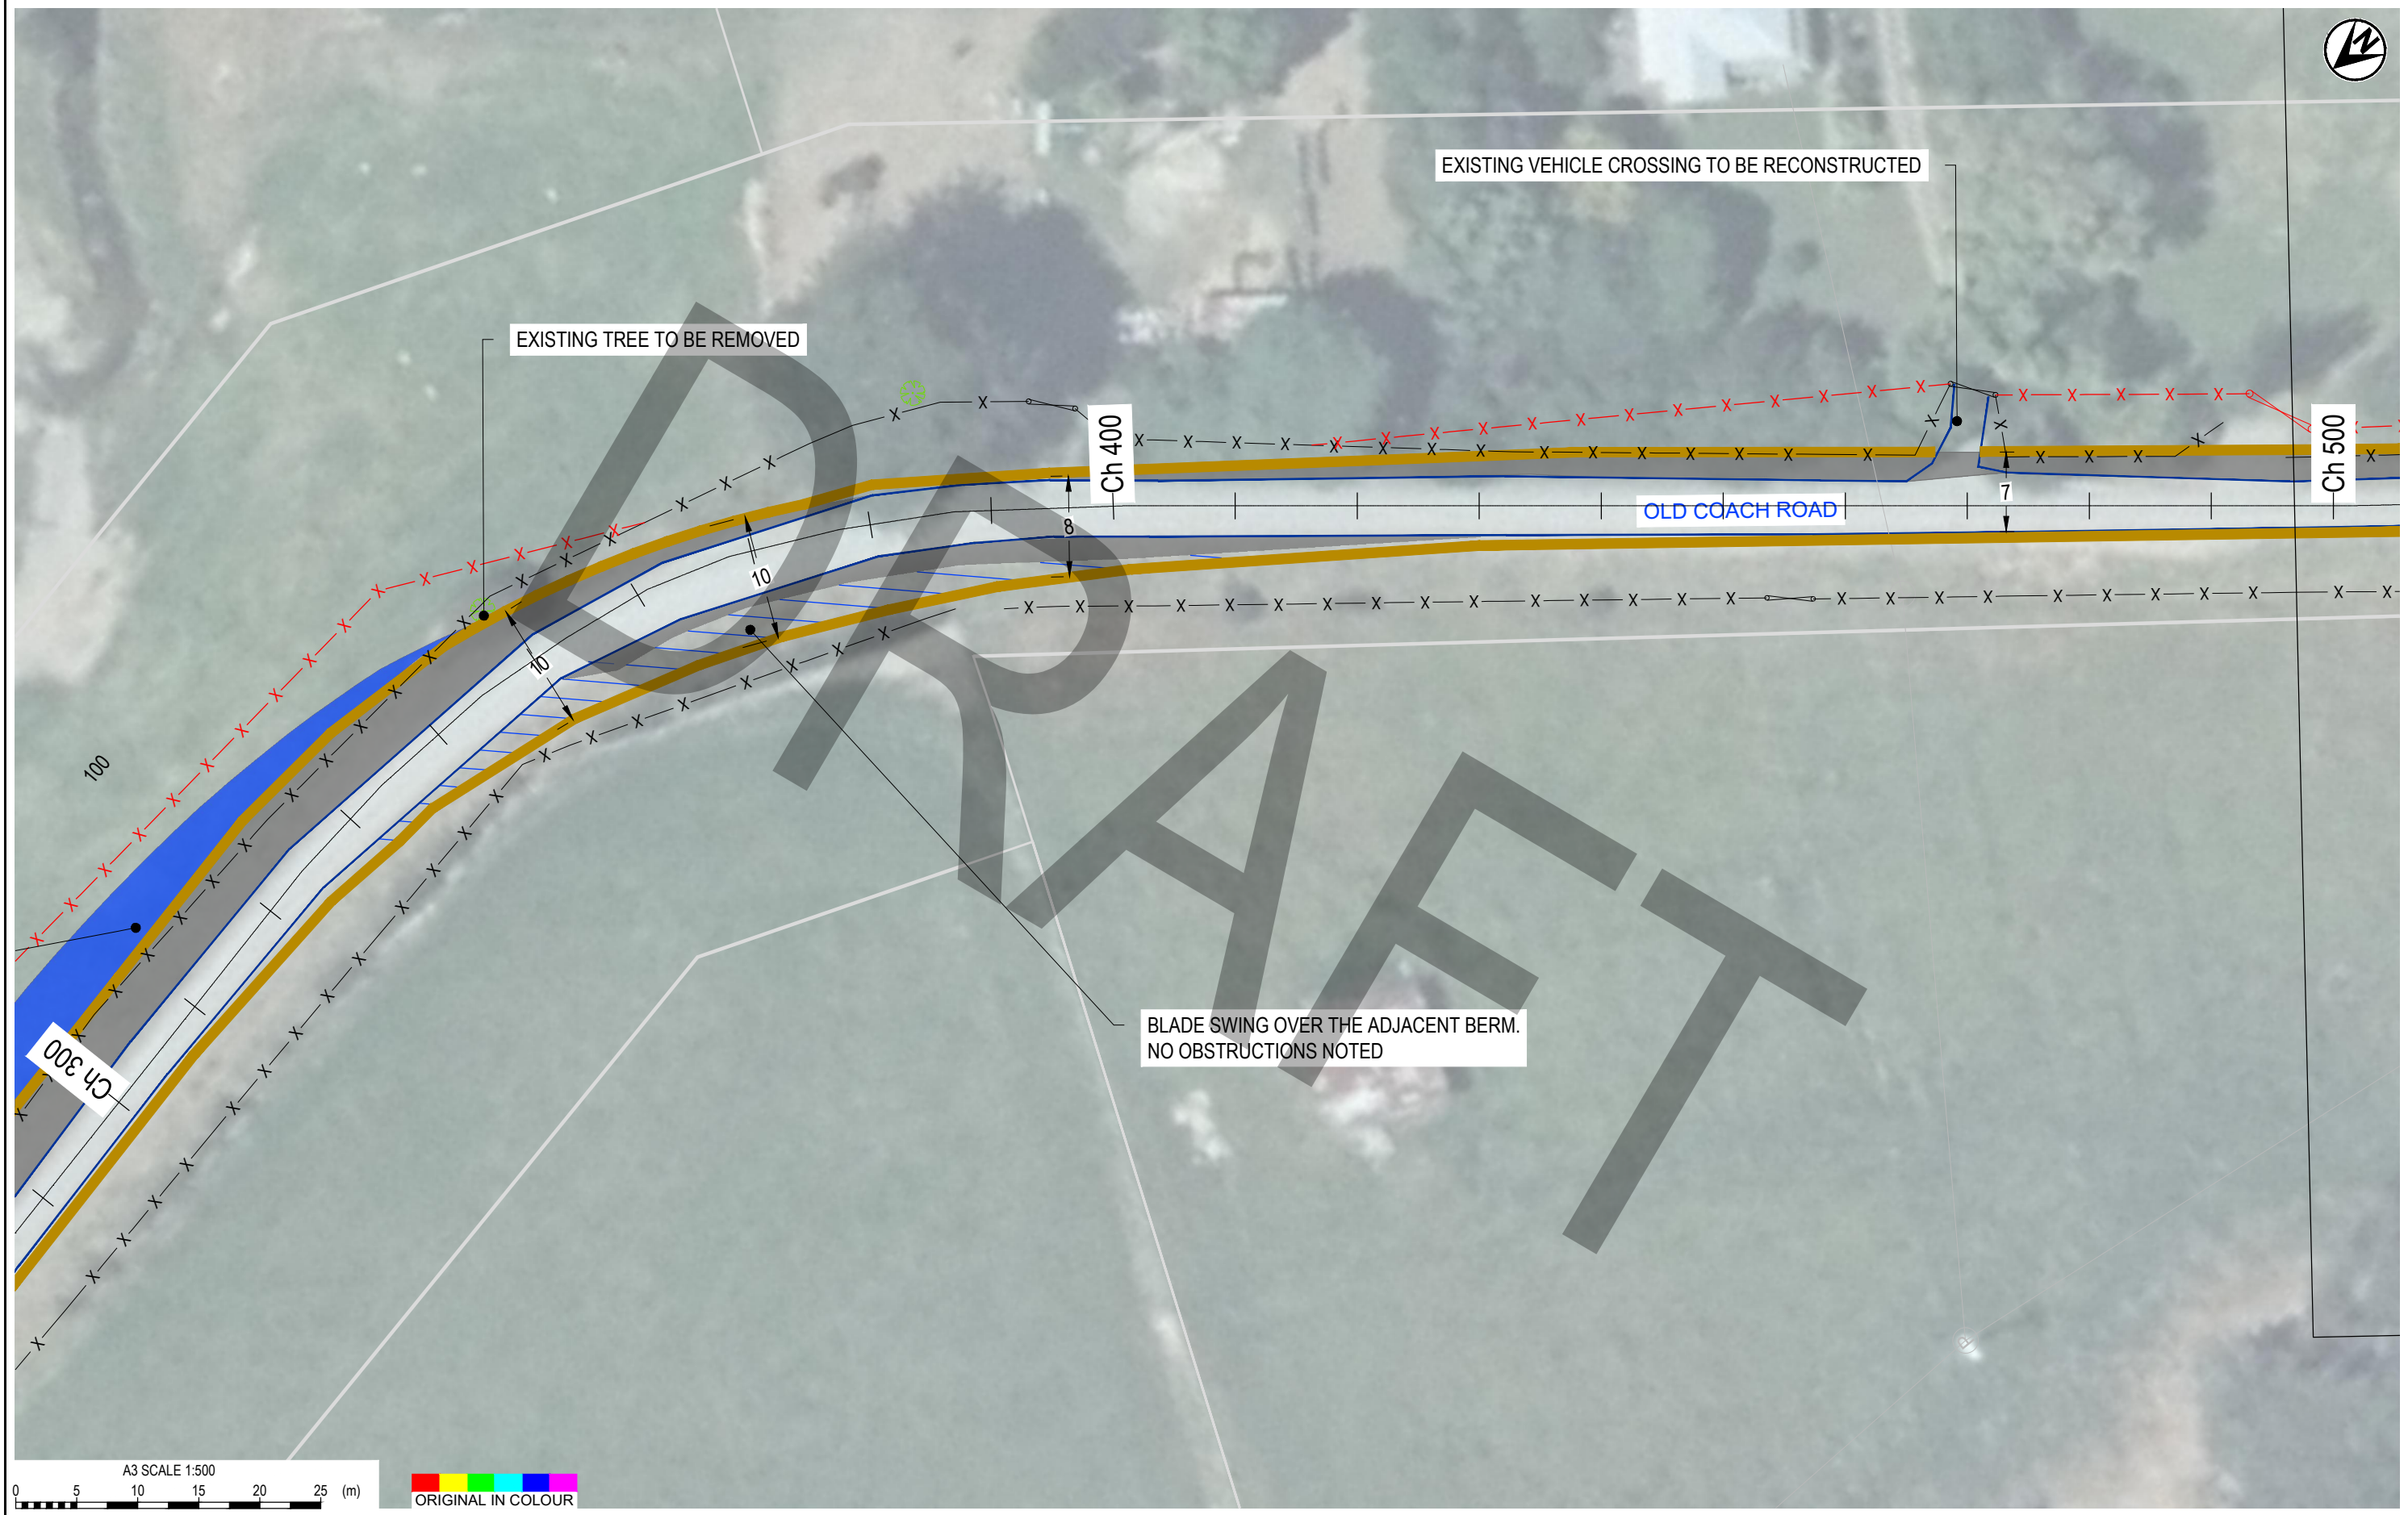 N
EXISTING VEHICLE CROSSING TO BE RECONSTRUCTED
EXISTING TREE TO BE REMOVED
Ch 400
Ch 500
7
OLD COACH ROAD
8
10
10
100
Ch 300
DRAFT
BLADE SWING OVER THE ADJACENT BERM.
NO OBSTRUCTIONS NOTED
A3 SCALE 1:500
0 5 10 15 20 25 (m)
ORIGINAL IN COLOUR